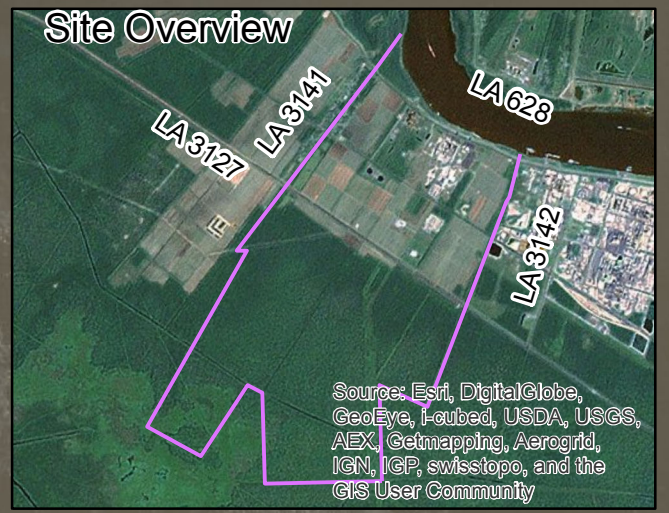 Site Overview
LA 3141
LA 628
LA 3127
LA 3142
Source: Esri, DigitalGlobe,
GeoEye, i-cubed, USDA, USGS,
AEX, Getmapping, Aerogrid,
IGN, IGP, swisstopo, and the
GIS User Community